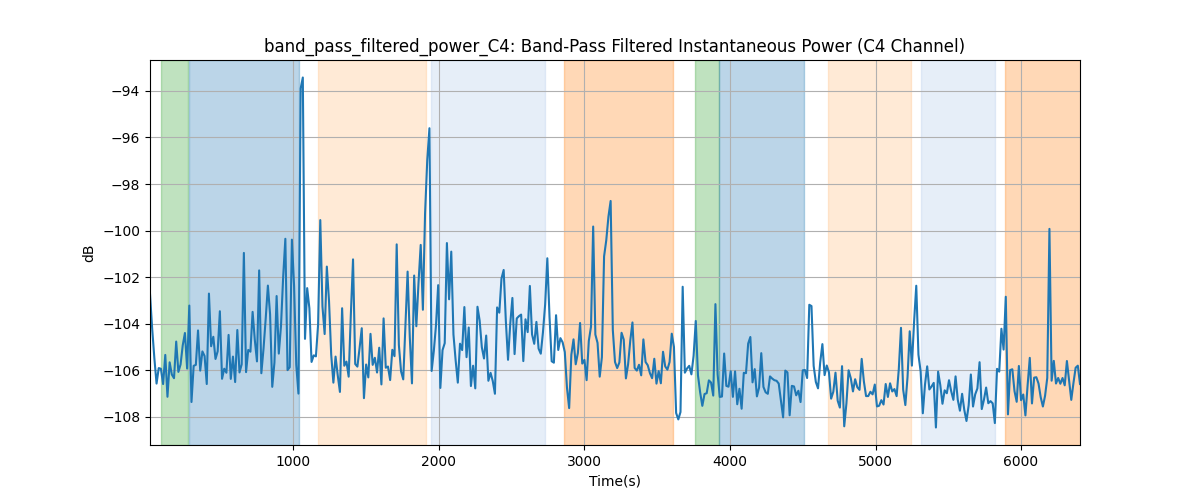 band_pass_filtered_power_C4: Band-Pass Filtered Instantaneous Power (C4 Channel)
−94
−96
−98
−100
−102
−104
−106
−108
dB
1000 2000 3000 4000 5000 6000
Time(s)